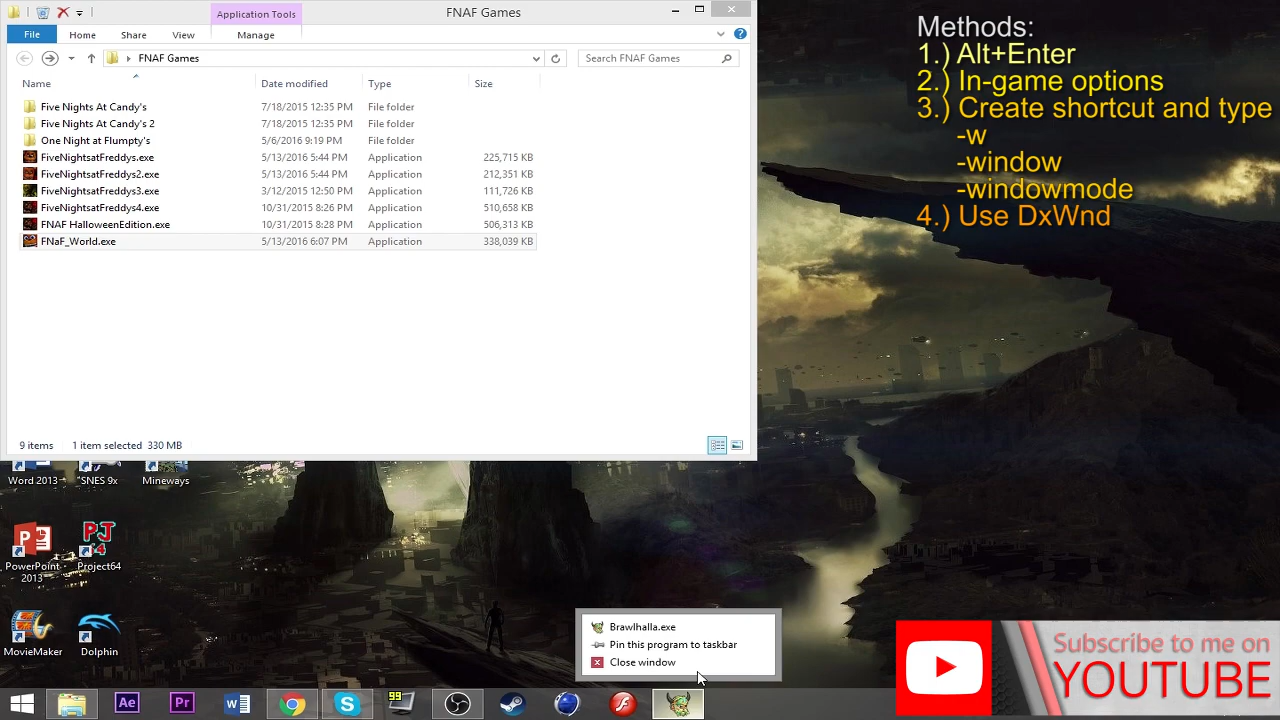 Application Tools
FNAF Games
File
Home
Share
View
Manage
FNAF Games
Search FNAF Games
Name
Date modified
Type
Size
Five Nights At Candy's 7/18/2015 12:35 PM File folder
Five Nights At Candy's 2 7/18/2015 12:35 PM File folder
One Night at Flumpty's 5/6/2016 9:19 PM File folder
FiveNightsatFreddys.exe 5/13/2016 5:44 PM Application 225,715 KB
FiveNightsatFreddys2.exe 5/13/2016 5:44 PM Application 212,351 KB
FiveNightsatFreddys3.exe 3/12/2015 12:50 PM Application 111,726 KB
FiveNightsatFreddys4.exe 10/31/2015 8:26 PM Application 510,658 KB
FNAF HalloweenEdition.exe 10/31/2015 8:28 PM Application 506,313 KB
FNaF_World.exe 5/13/2016 6:07 PM Application 338,039 KB
9 items 1 item selected 330 MB
Methods:
1.) Alt+Enter
2.) In-game options
3.) Create shortcut and type
-w
-window
-windowmode
4.) Use DxWnd
Word 2013
SNES 9x
Mineways
PowerPoint
2013
PJ
64
Project64
MovieMaker
Dolphin
Brawlhalla.exe
Pin this program to taskbar
Close window
Ae
Pr
99
Subscribe to me on
YOUTUBE